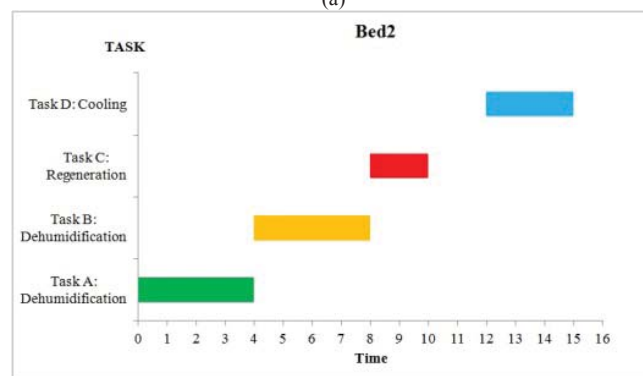 (a)
Bed2
TASK
Task D: Cooling
Task C:
Regeneration
Task B:
Dehumidification
Task A:
Dehumidification
0 1 2 3 4 5 6 7 8 9 10 11 12 13 14 15 16
Time